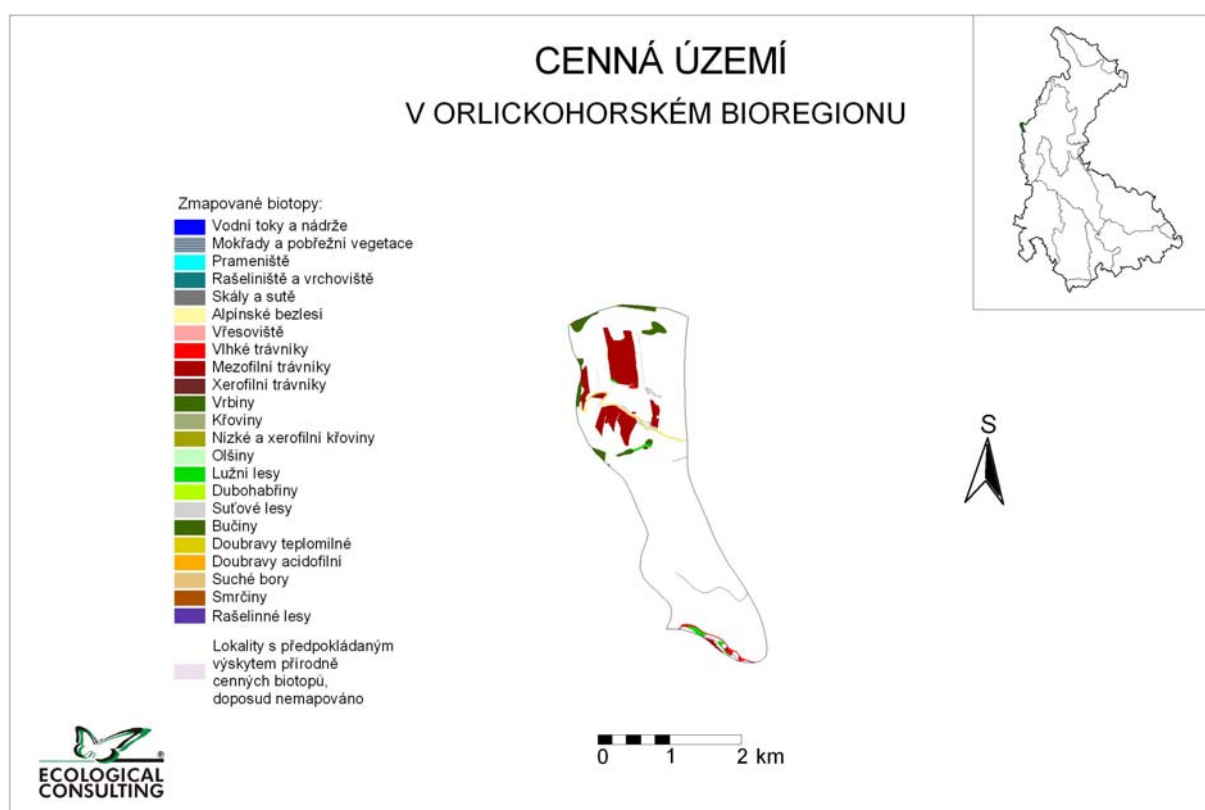 CENNÁ ÚZEMÍ
V ORLICKOHORSKÉM BIOREGIONU
Zmapované biotopy:
Vodní toky a nádrže
Mokřady a pobřežní vegetace
Prameniště
Rašeliniště a vrchoviště
Skály a sutě
Alpinské bezlesi
Vřesoviště
Vlhké trávníky
Mezofilní trávníky
Xerofilní trávníky
Vrbiny
Křoviny
Nízké a xerofilní křoviny
Olšiny
Lužní lesy
Dubohabřiny
Suťové lesy
Bučiny
Doubravy teplomilné
Doubravy acidofilní
Suché bory
Smrčiny
Rašelinné lesy
Lokality s předpokládaným
výskytem přírodně
cenných biotopů,
doposud nemapováno
S
0 1 2 km
®
ECOLOGICAL
CONSULTING